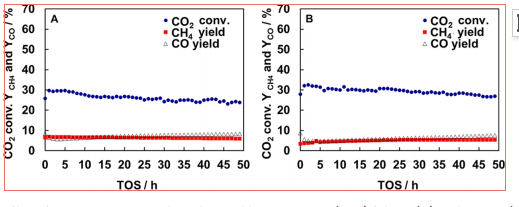 A
CO2 conv.
CH4 yield
CO yield
CO2 conv. YCH4 and YCO / %
70
60
50
40
30
20
10
0
0 5 10 15 20 25 30 35 40 45 50
TOS / h
B
CO2 conv.
CH4 yield
CO yield
CO2 conv. YCH4 and YCO / %
70
60
50
40
30
20
10
0
0 5 10 15 20 25 30 35 40 45 50
TOS / h